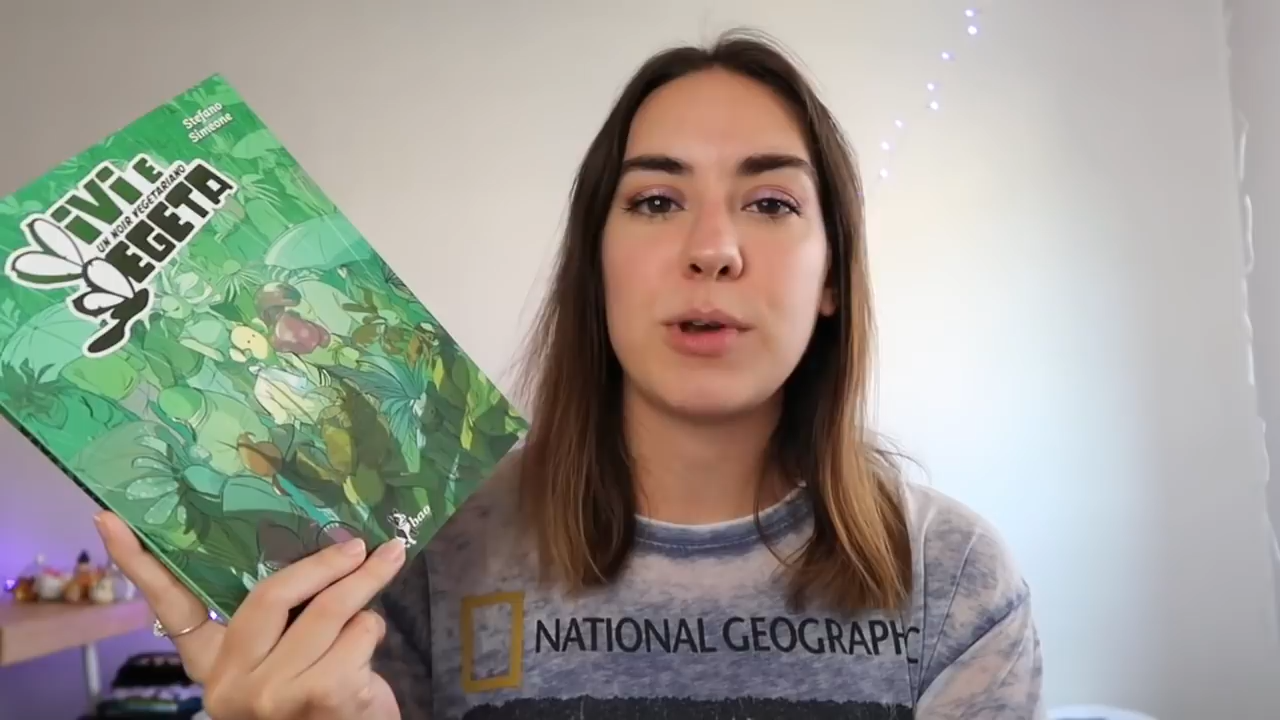 Stefano
Simeone
ViVi E
UN NOIR VEGETARIANO
VEGETA
bao
NATIONAL GEOGRAPHIC